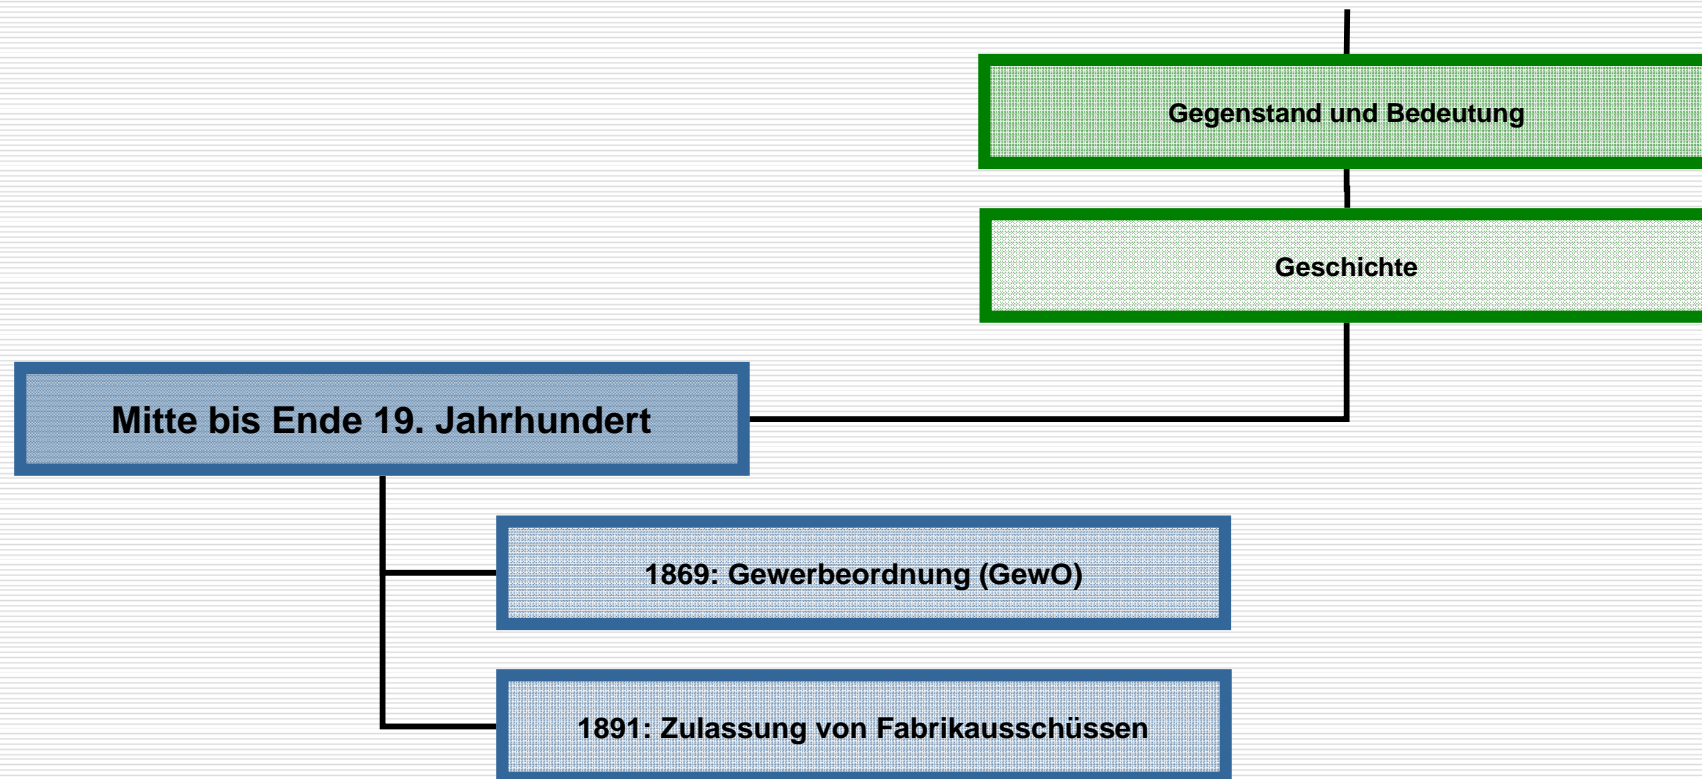 Gegenstand und Bedeutung
Geschichte
Mitte bis Ende 19. Jahrhundert
1869: Gewerbeordnung (GewO)
1891: Zulassung von Fabrikausschüssen